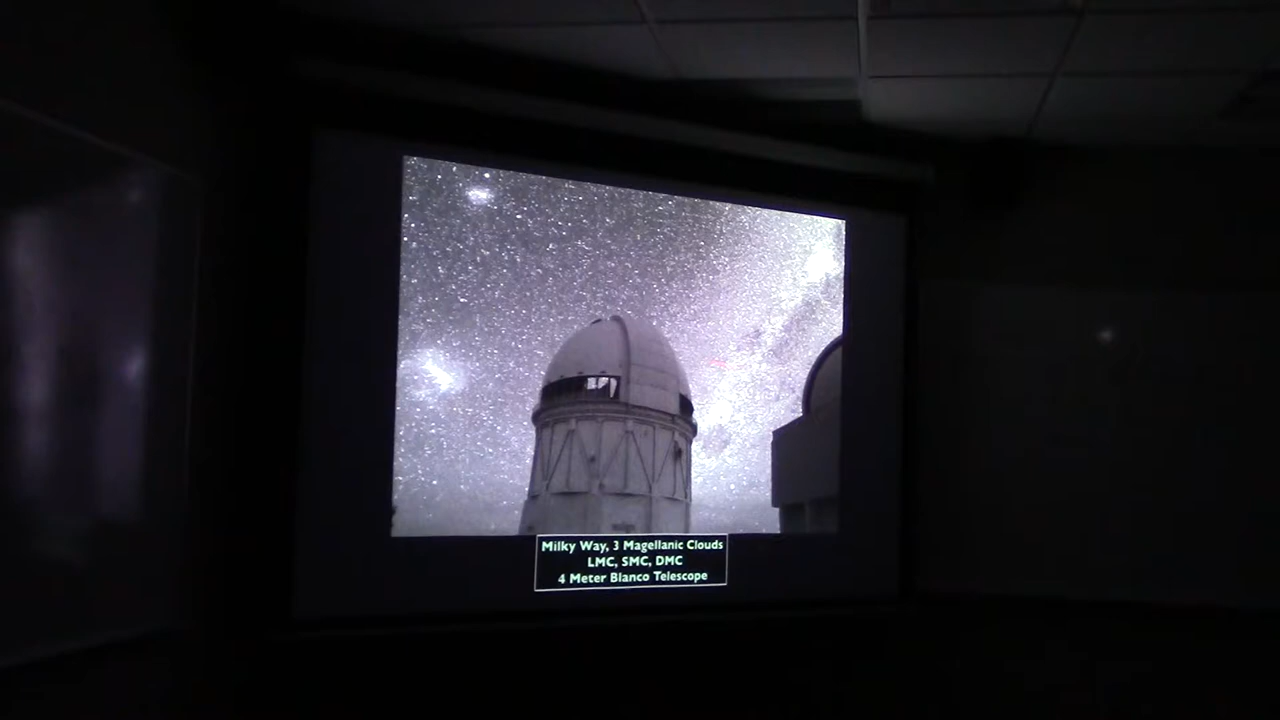 Milky Way, 3 Magellanic Clouds
LMC, SMC, DMC
4 Meter Blanco Telescope